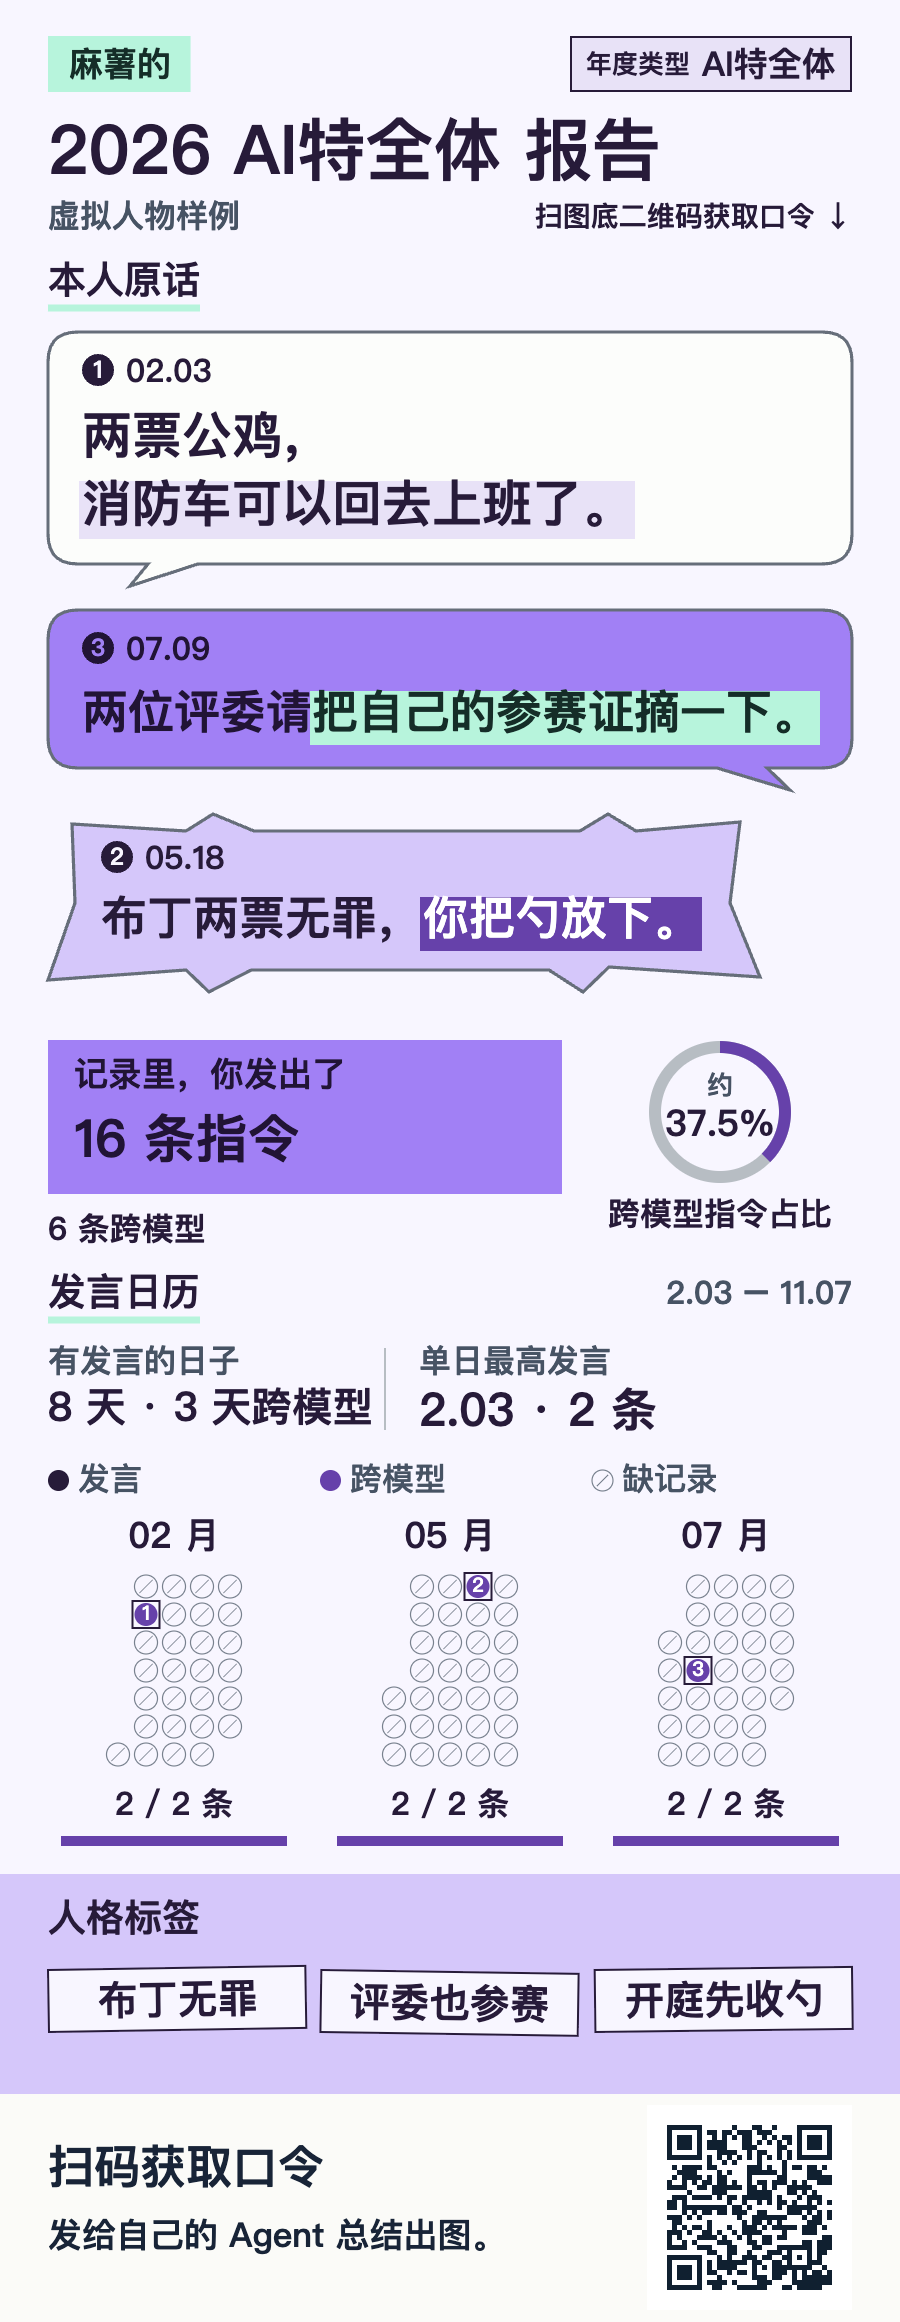 麻薯的
年度类型 AI特全体
2026 AI特全体 报告
虚拟人物样例
扫图底二维码获取口令 ↓
本人原话
1 02.03
两票公鸡，
消防车可以回去上班了。
3 07.09
两位评委请把自己的参赛证摘一下。
2 05.18
布丁两票无罪，你把勺放下。
记录里，你发出了
16 条指令
6 条跨模型
约
37.5%
跨模型指令占比
发言日历
2.03 — 11.07
有发言的日子
8 天 · 3 天跨模型
单日最高发言
2.03 · 2 条
发言
跨模型
缺记录
02 月
05 月
07 月
1
2
3
2 / 2 条
2 / 2 条
2 / 2 条
人格标签
布丁无罪
评委也参赛
开庭先收勺
扫码获取口令
发给自己的 Agent 总结出图。